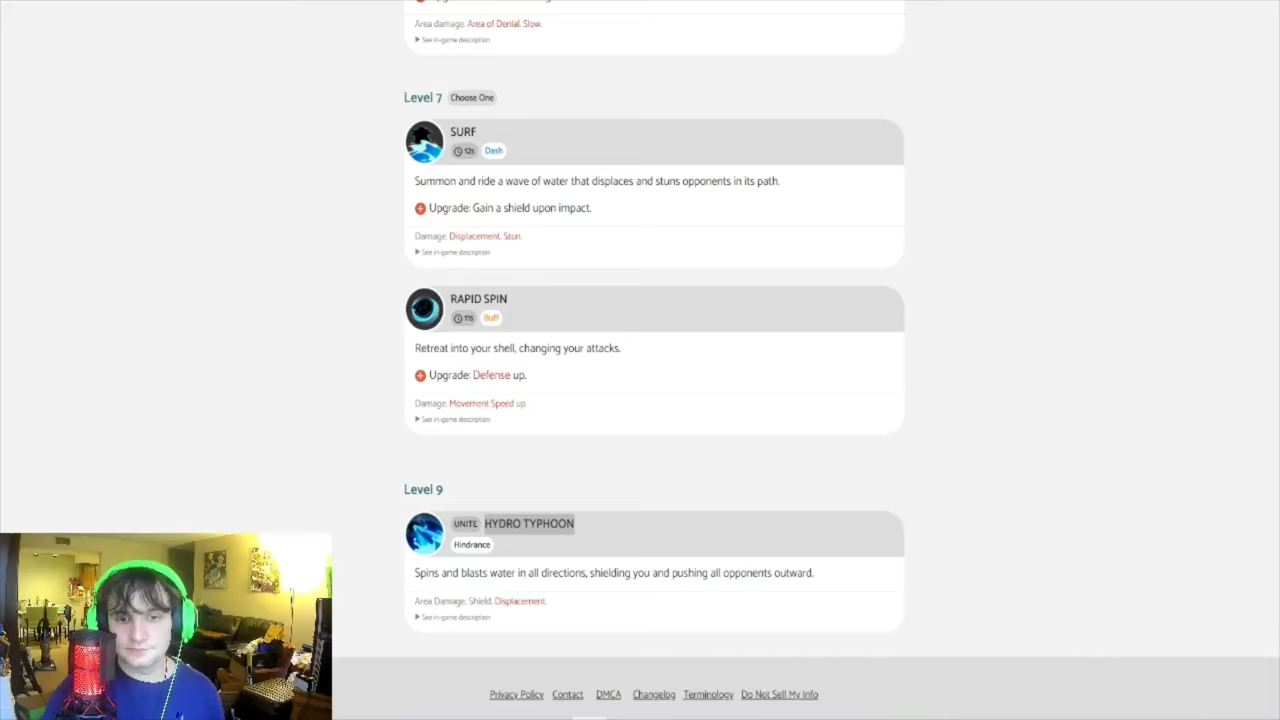 Area damage. Area of Denial. Slow.
See in-game description
Level 7 Choose One
SURF
12s Dash
Summon and ride a wave of water that displaces and stuns opponents in its path.
Upgrade: Gain a shield upon impact.
Damage. Displacement. Stun.
See in-game description
RAPID SPIN
11s Buff
Retreat into your shell, changing your attacks.
Upgrade: Defense up.
Damage. Movement Speed up.
See in-game description
Level 9
UNITE HYDRO TYPHOON
Hindrance
Spins and blasts water in all directions, shielding you and pushing all opponents outward.
Area Damage. Shield. Displacement.
See in-game description
Privacy Policy Contact DMCA Changelog Terminology Do Not Sell My Info